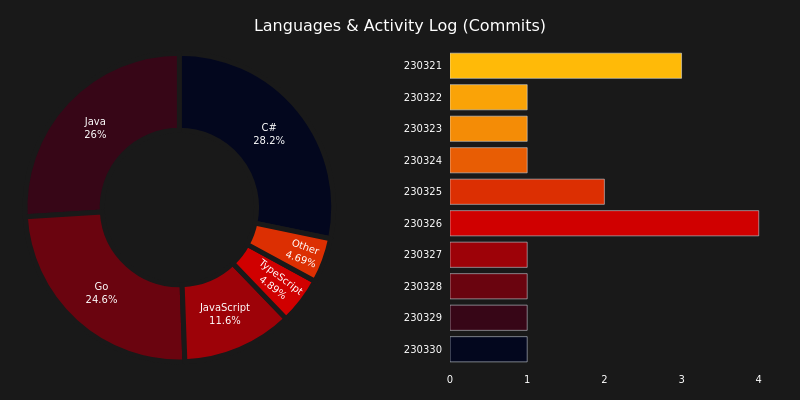 Languages & Activity Log (Commits)
C#
28.2%
Other
4.69%
TypeScript
4.89%
JavaScript
11.6%
Go
24.6%
Java
26%
230321
230322
230323
230324
230325
230326
230327
230328
230329
230330
0 1 2 3 4